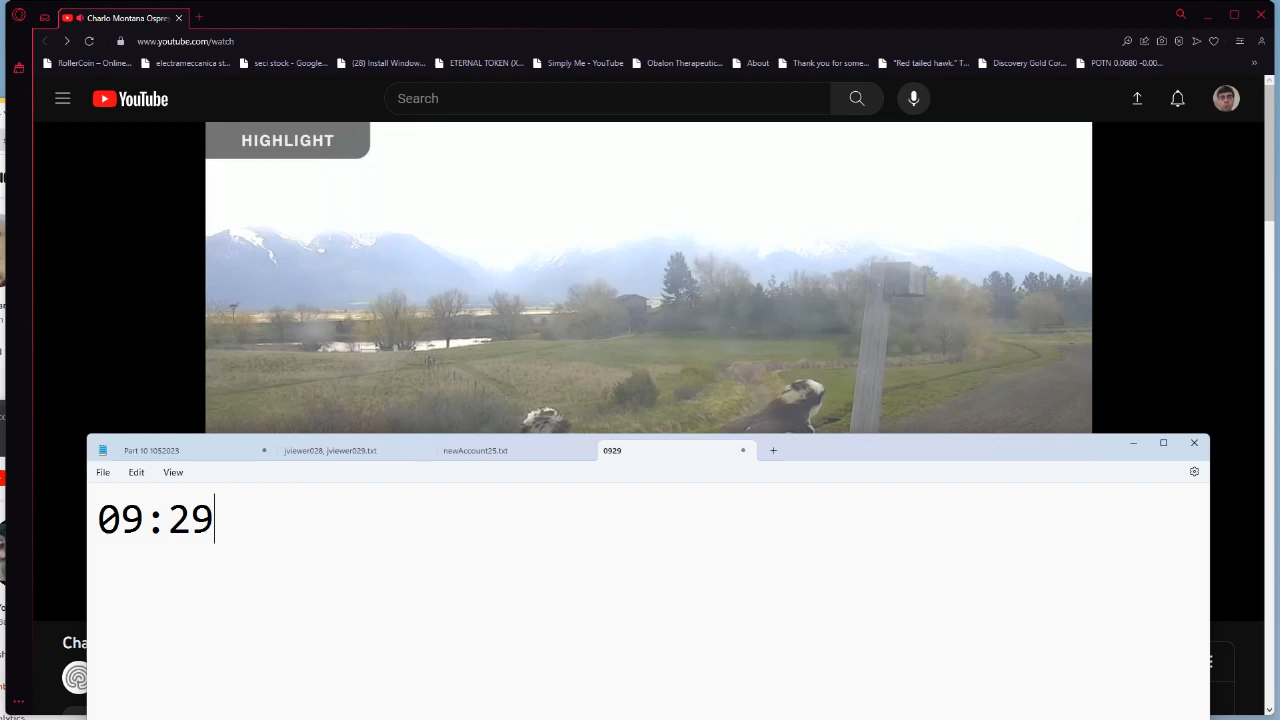 Charlo Montana Ospre
www.youtube.com/watch
RollerCoin – Online...
electrameccanica st...
seci stock - Google...
(28) Install Window...
ETERNAL TOKEN (X...
Simply Me - YouTube
Obalon Therapeutic...
About
Thank you for some...
"Red tailed hawk." T...
Discovery Gold Cor...
POTN 0.0680 -0.00...
YouTube
Search
HIGHLIGHT
Part 10 1052023
jviewer028, jviewer029.txt
newAccount25.txt
0929
File
Edit
View
09:29
Cha